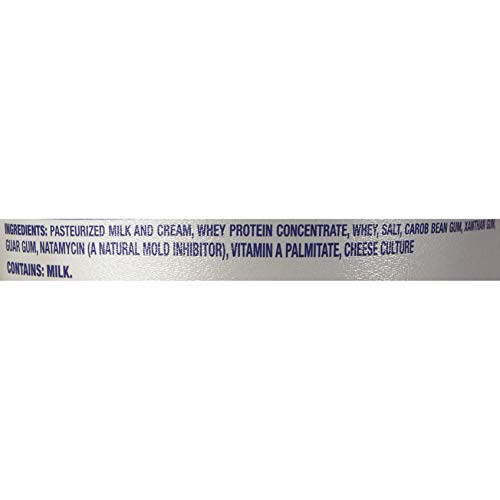 INGREDIENTS: PASTEURIZED MILK AND CREAM, WHEY PROTEIN CONCENTRATE, WHEY, SALT, CAROB BEAN GUM, XANTHAN GUM,
GUAR GUM, NATAMYCIN (A NATURAL MOLD INHIBITOR), VITAMIN A PALMITATE, CHEESE CULTURE
CONTAINS: MILK.